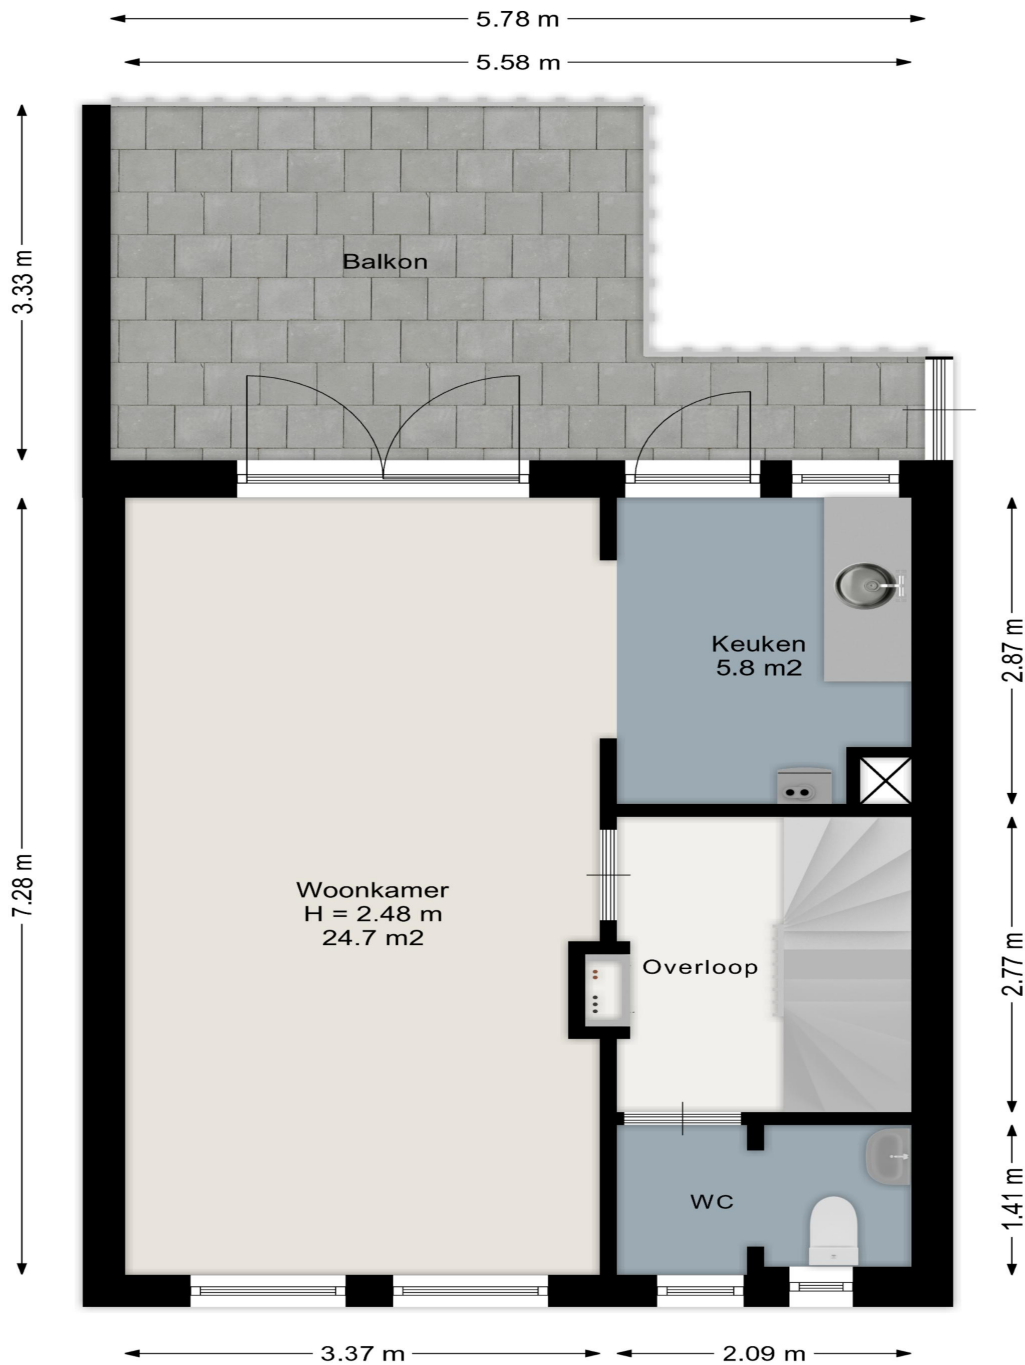 5.78 m
5.58 m
3.33 m
Balkon
Keuken
5.8 m2
2.87 m
7.28 m
Woonkamer
H = 2.48 m
24.7 m2
Overloop
2.77 m
WC
1.41 m
3.37 m
2.09 m